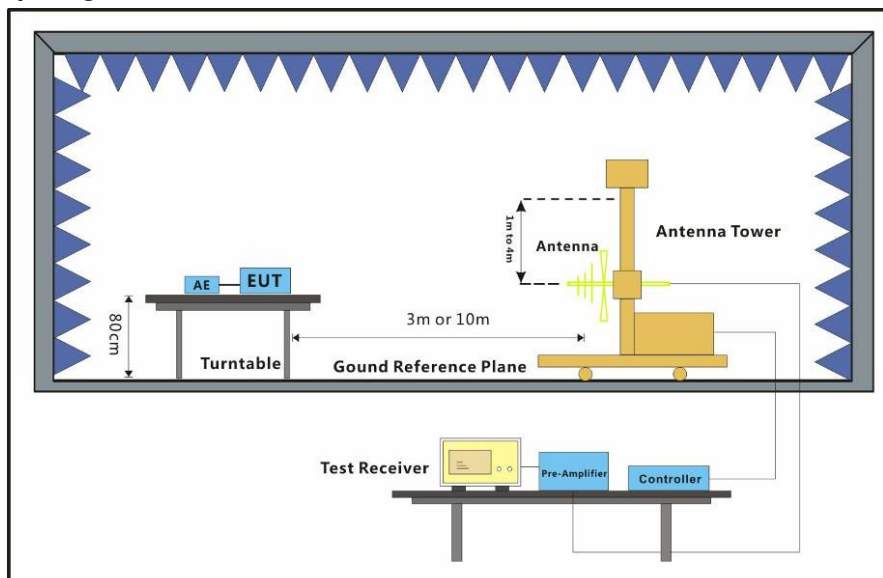 1m to 4m
Antenna
Antenna Tower
AE
EUT
80cm
3m or 10m
Turntable
Gound Reference Plane
Test Receiver
Pre-Amplifier
Controller